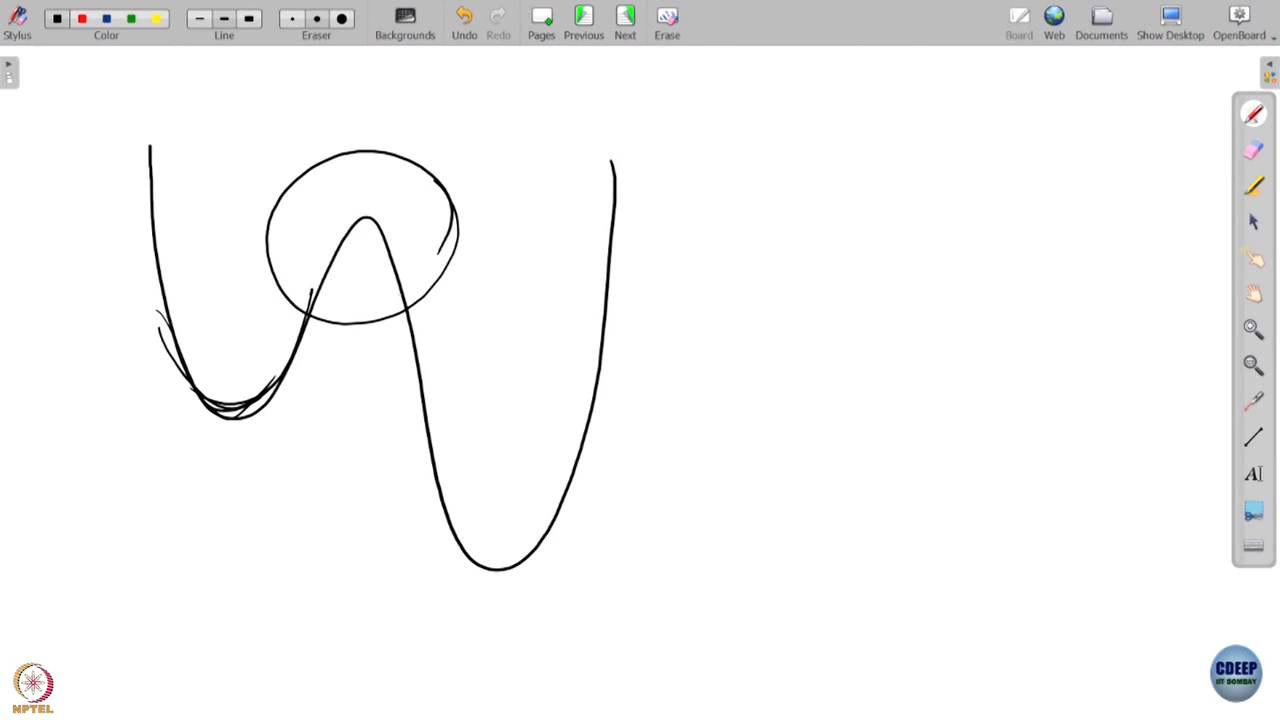 Stylus
Color
Line
Eraser
Backgrounds
Undo
Redo
Pages
Previous
Next
Erase
Board
Web
Documents
Show Desktop
OpenBoard
A
NPTEL
CDEEP
IIT BOMBAY